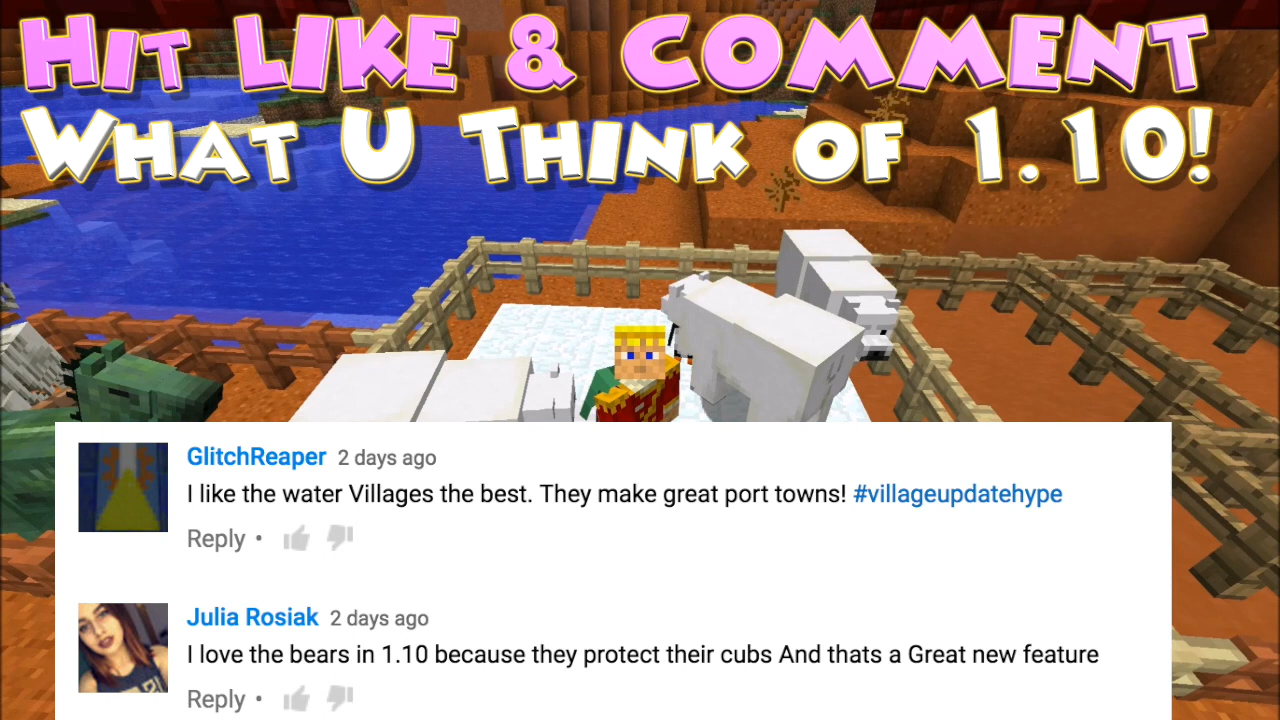 Hit LIKE & COMMENT
What U Think of 1.10!
GlitchReaper 2 days ago
I like the water Villages the best. They make great port towns! #villageupdatehype
Reply •
Julia Rosiak 2 days ago
I love the bears in 1.10 because they protect their cubs And thats a Great new feature
Reply •